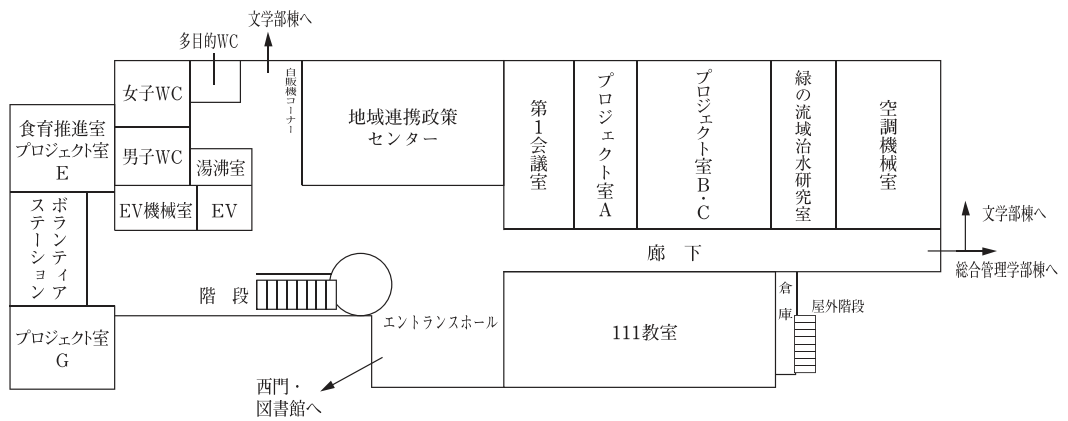 文学部棟へ
多目的WC
自販機コーナー
女子WC
男子WC
湯沸室
EV機械室
EV
食育推進室
プロジェクト室
E
ボランティア
ステーション
プロジェクト室
G
階 段
エントランスホール
西門・
図書館へ
地域連携政策
センター
第1会議室
プロジェクト室A
プロジェクト室B・C
緑の流域治水研究室
空調機械室
廊 下
文学部棟へ
総合管理学部棟へ
111教室
倉庫
屋外階段